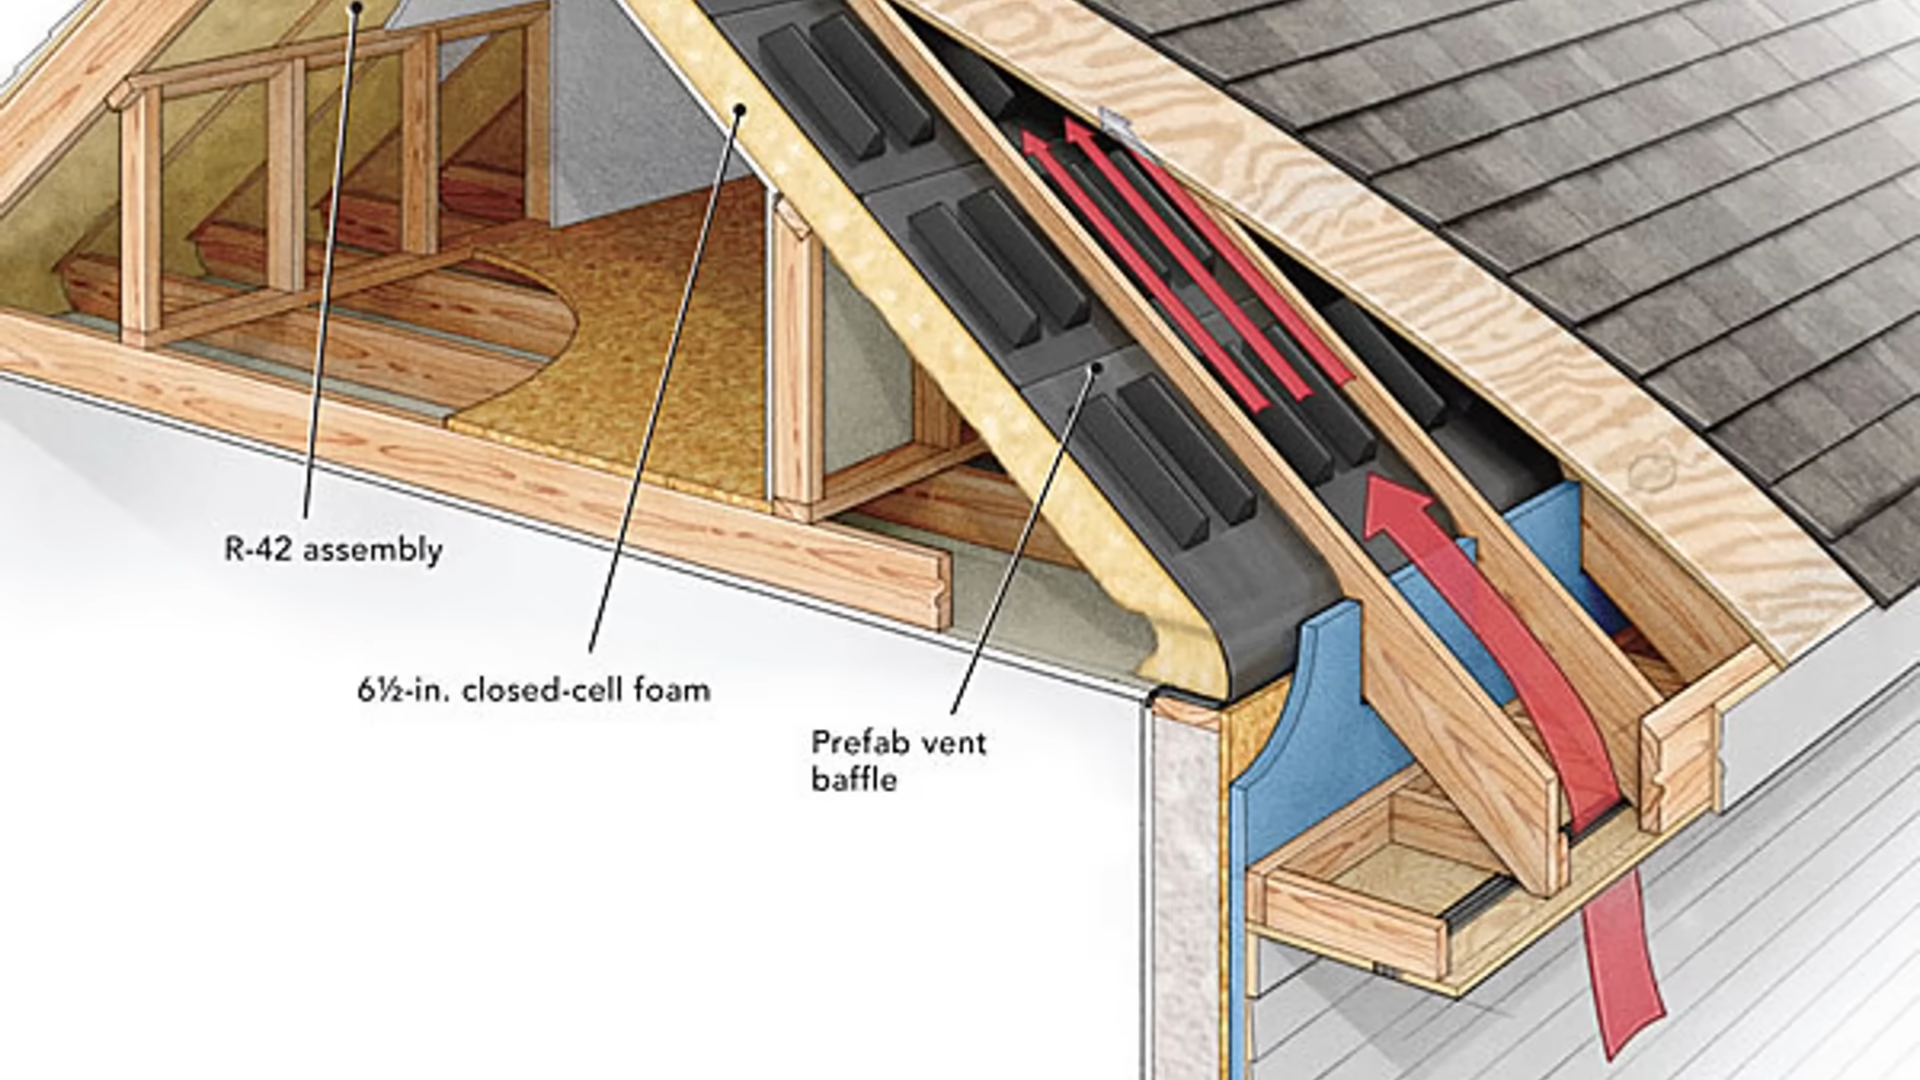 R-42 assembly
6½-in. closed-cell foam
Prefab vent
baffle